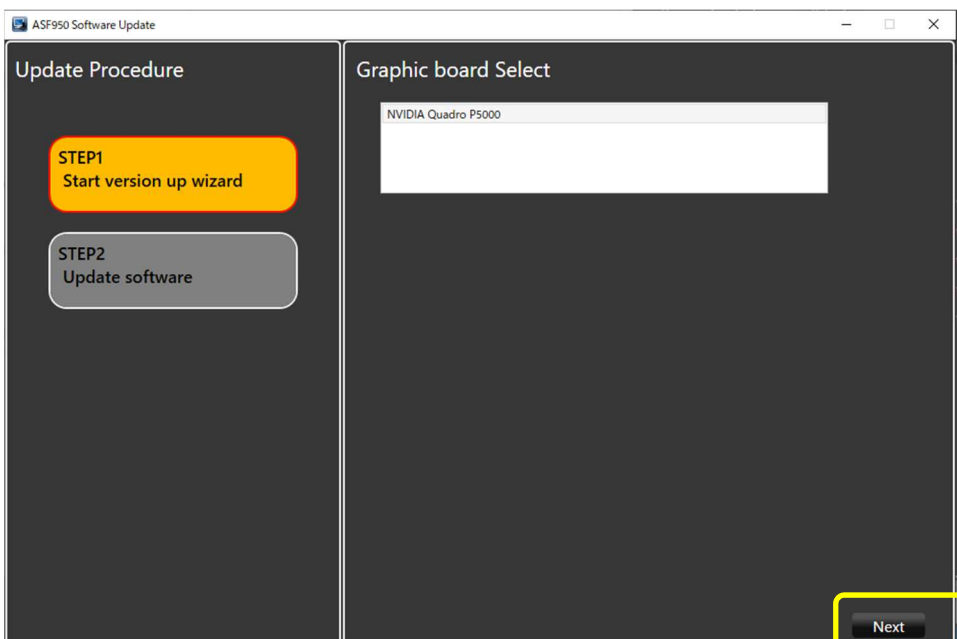 ASF950 Software Update
Update Procedure
STEP1
Start version up wizard
STEP2
Update software
Graphic board Select
NVIDIA Quadro P5000
Next